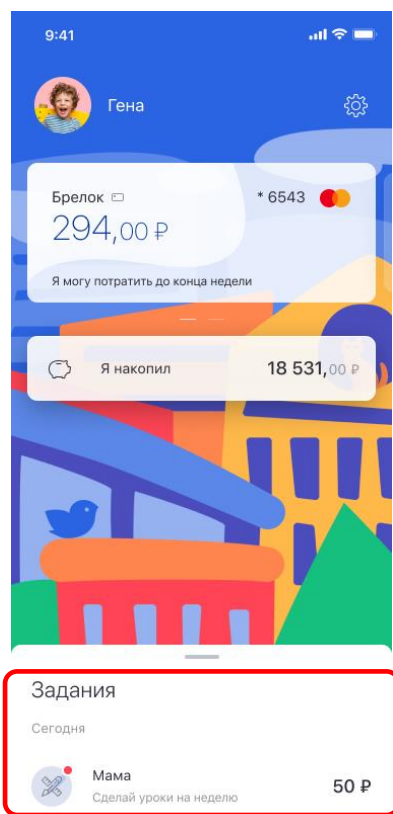 9:41
Гена
Брелок
* 6543
294,00 ₽
Я могу потратить до конца недели
Я накопил 18 531,00 ₽
Задания
Сегодня
Мама
50 ₽
Сделай уроки на неделю